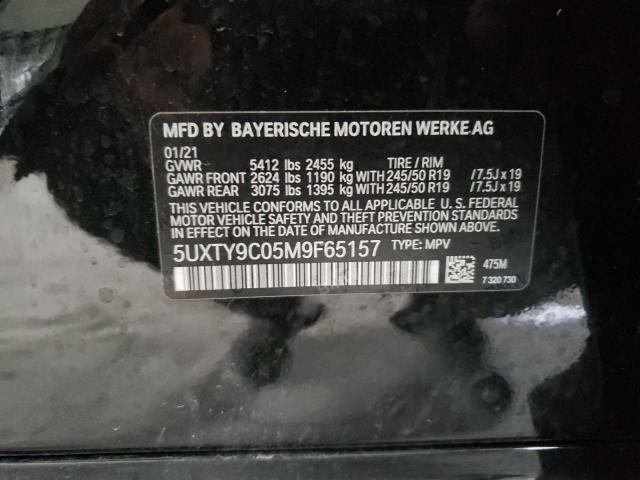 MFD BY BAYERISCHE MOTOREN WERKE AG
01/21
GVWR 5412 lbs 2455 kg TIRE / RIM
GAWR FRONT 2624 lbs 1190 kg WITH 245/50 R19 /7.5J x 19
GAWR REAR 3075 lbs 1395 kg WITH 245/50 R19 /7.5J x 19
THIS VEHICLE CONFORMS TO ALL APPLICABLE U. S. FEDERAL
MOTOR VEHICLE SAFETY, BUMPER AND THEFT PREVENTION
STANDARDS IN EFFECT ON THE DATE OF MANUFACTURE SHOWN ABOVE.
5UXTY9C05M9F65157 TYPE: MPV
475M
7 320 730